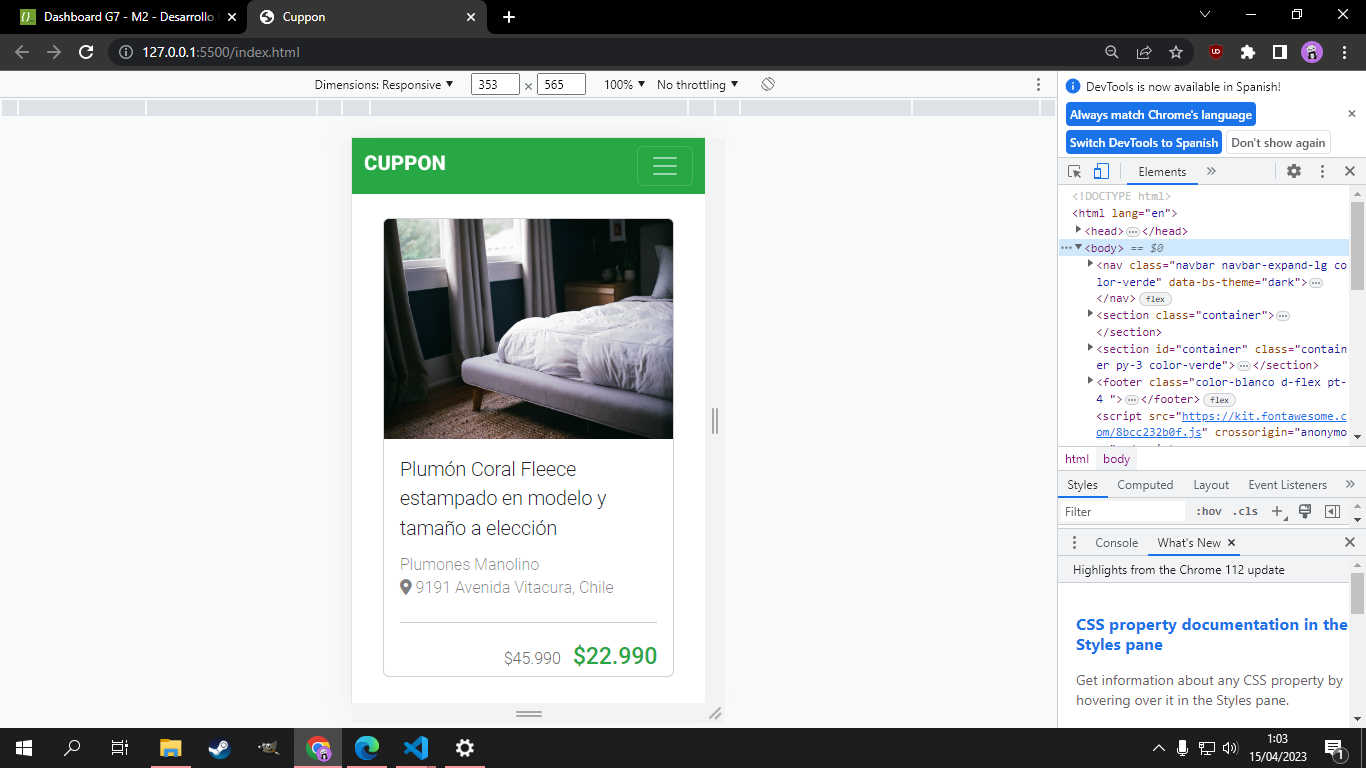 Dashboard G7 - M2 - Desarrollo
Cuppon
127.0.0.1:5500/index.html
Dimensions: Responsive 353 × 565 100% No throttling
DevTools is now available in Spanish!
Always match Chrome's language
Switch DevTools to Spanish Don't show again
Elements
<!DOCTYPE html>
<html lang="en">
<head>…</head>
<body> == $0
<nav class="navbar navbar-expand-lg co
lor-verde" data-bs-theme="dark">…
</nav> flex
<section class="container">…
</section>
<section id="container" class="contain
er py-3 color-verde">…</section>
<footer class="color-blanco d-flex pt-
4 ">…</footer> flex
<script src="https://kit.fontawesome.c
om/8bcc232b0f.js" crossorigin="anonymo
html body
Styles Computed Layout Event Listeners
Filter :hov .cls
Console What's New
Highlights from the Chrome 112 update
CSS property documentation in the
Styles pane
Get information about any CSS property by
hovering over it in the Styles pane.
CUPPON
Plumón Coral Fleece
estampado en modelo y
tamaño a elección
Plumones Manolino
9191 Avenida Vitacura, Chile
$45.990 $22.990
1:03
15/04/2023
1